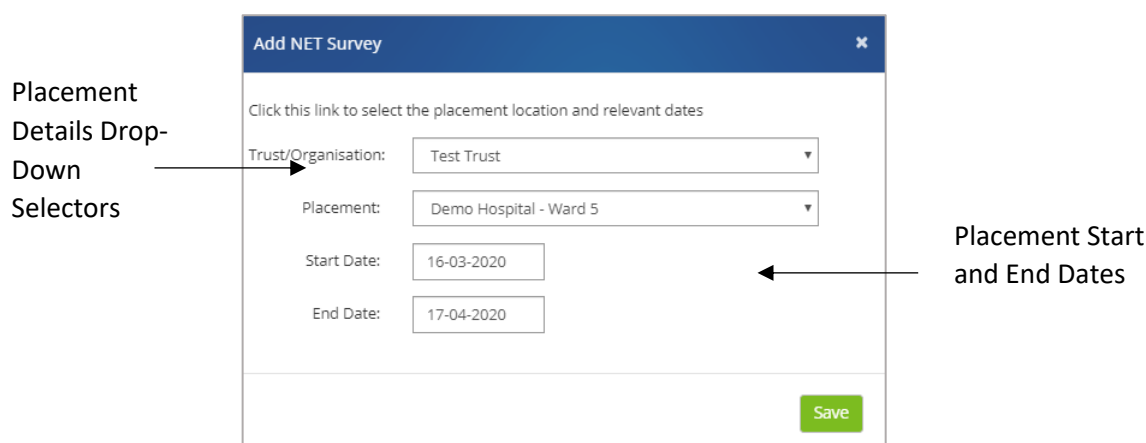 Add NET Survey
×
Placement
Details Drop-
Down
Selectors
Click this link to select the placement location and relevant dates
Trust/Organisation: Test Trust
Placement: Demo Hospital - Ward 5
Start Date: 16-03-2020
End Date: 17-04-2020
Placement Start
and End Dates
Save